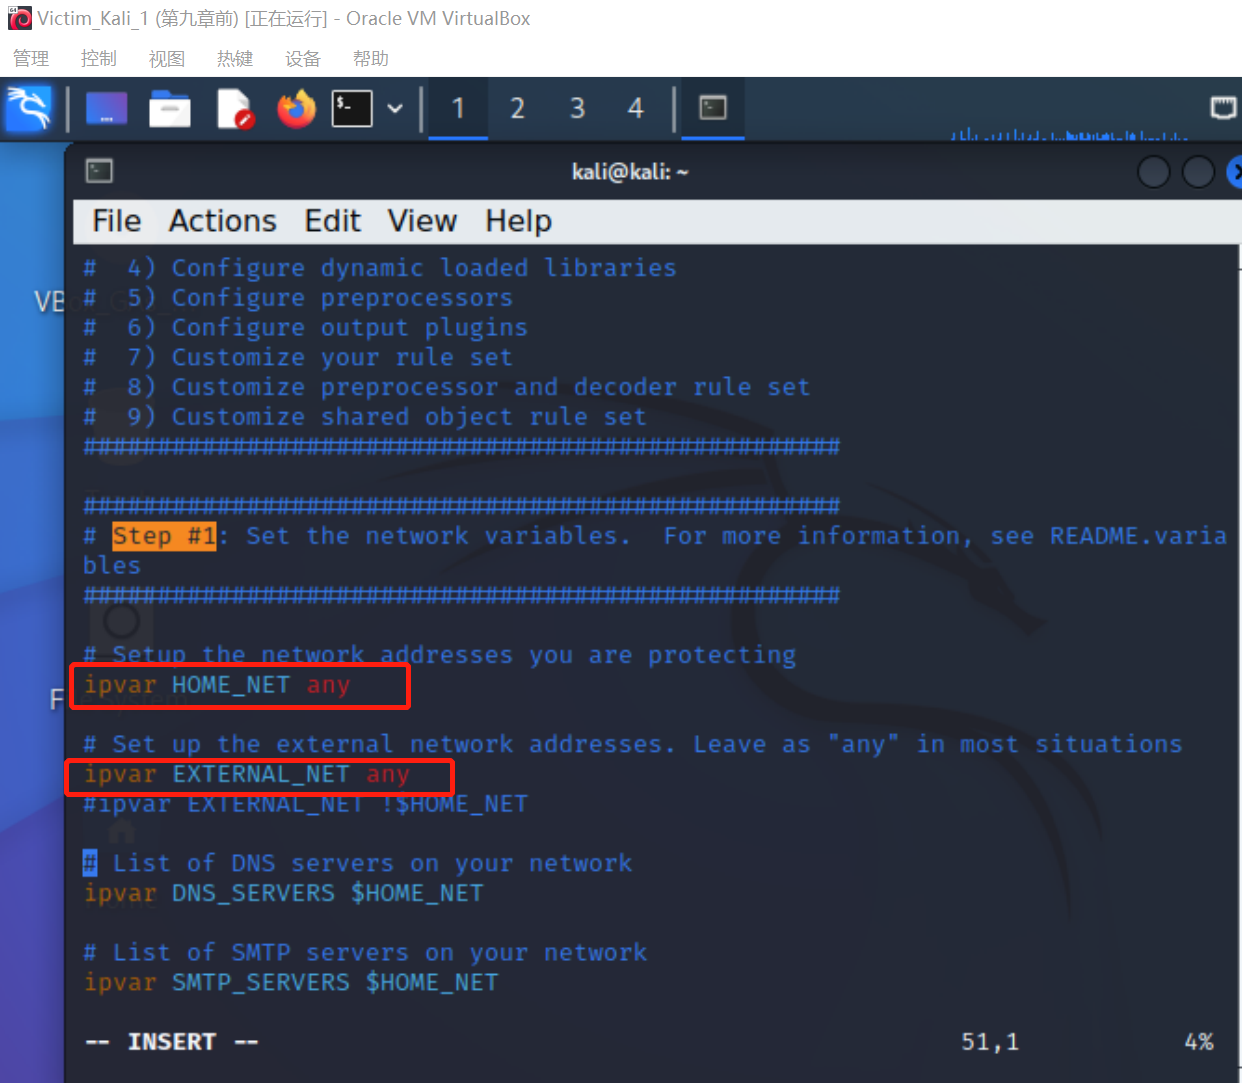 Victim_Kali_1 (第九章前) [正在运行] - Oracle VM VirtualBox
管理 控制 视图 热键 设备 帮助
1 2 3 4
kali@kali: ~
File Actions Edit View Help
# 4) Configure dynamic loaded libraries
# 5) Configure preprocessors
# 6) Configure output plugins
# 7) Customize your rule set
# 8) Customize preprocessor and decoder rule set
# 9) Customize shared object rule set
###################################################
###################################################
# Step #1: Set the network variables.  For more information, see README.varia
bles
###################################################
# Setup the network addresses you are protecting
ipvar HOME_NET any
# Set up the external network addresses. Leave as "any" in most situations
ipvar EXTERNAL_NET any
#ipvar EXTERNAL_NET !$HOME_NET
# List of DNS servers on your network
ipvar DNS_SERVERS $HOME_NET
# List of SMTP servers on your network
ipvar SMTP_SERVERS $HOME_NET
-- INSERT -- 51,1 4%